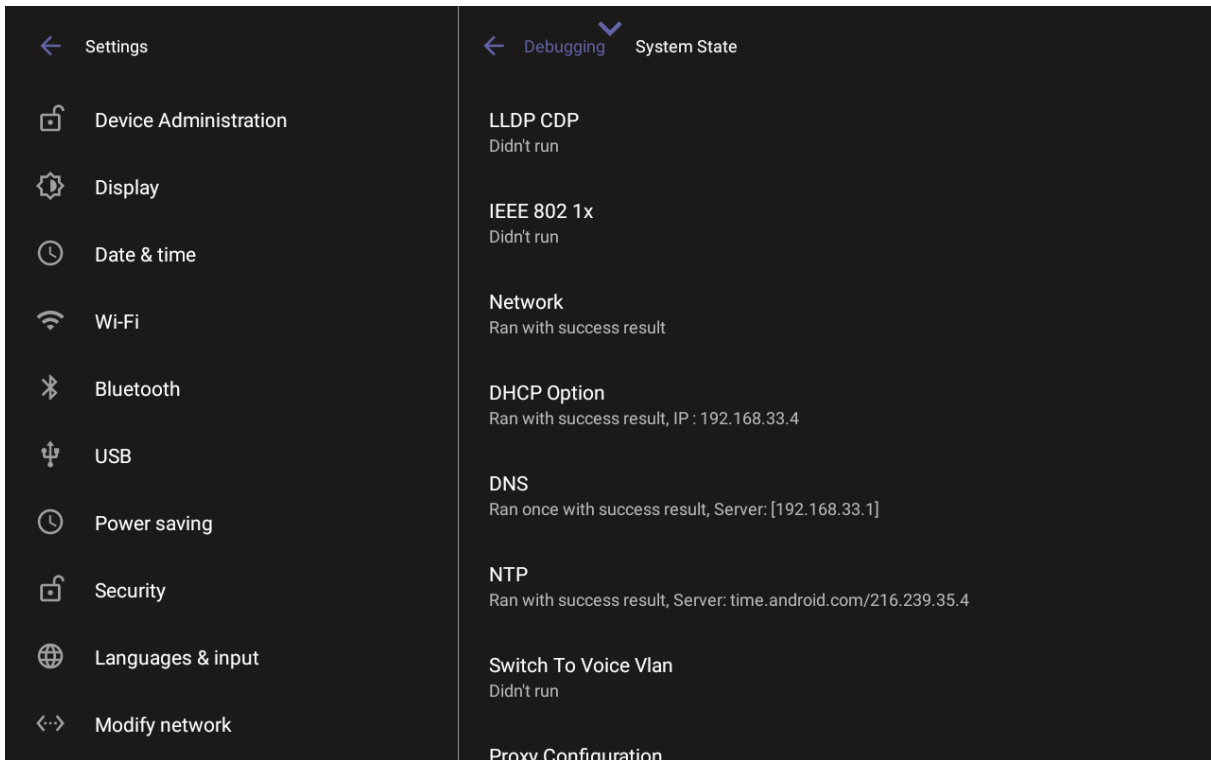 Settings
Device Administration
Display
Date & time
Wi-Fi
Bluetooth
USB
Power saving
Security
Languages & input
Modify network
Debugging System State
LLDP CDP
Didn't run
IEEE 802 1x
Didn't run
Network
Ran with success result
DHCP Option
Ran with success result, IP : 192.168.33.4
DNS
Ran once with success result, Server: [192.168.33.1]
NTP
Ran with success result, Server: time.android.com/216.239.35.4
Switch To Voice Vlan
Didn't run
Proxy Configuration